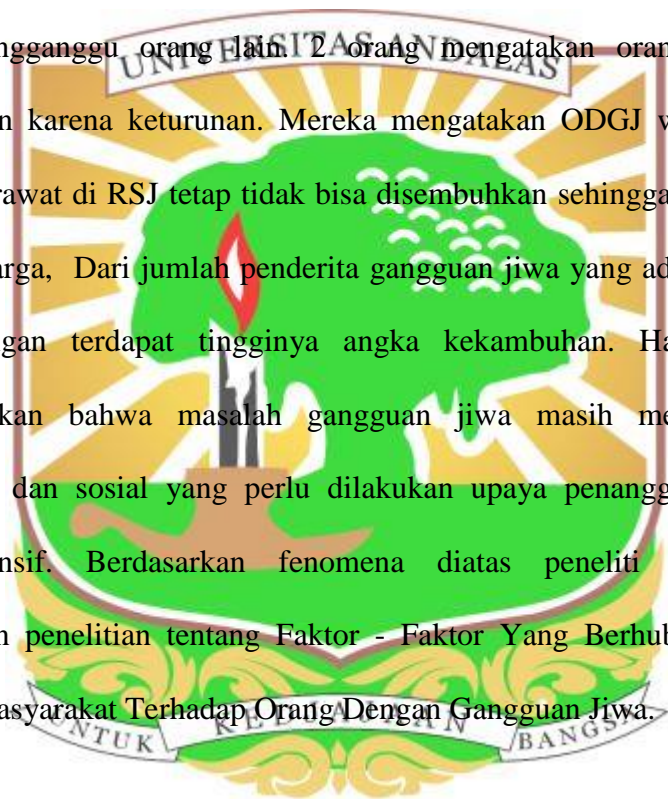 ngganggu orang lain. 2 orang mengatakan oran
UNIVERSITAS ANDALAS
n karena keturunan. Mereka mengatakan ODGJ
rawat di RSJ tetap tidak bisa disembuhkan sehingga
arga, Dari jumlah penderita gangguan jiwa yang ad
gan terdapat tingginya angka kekambuhan. Ha
kan bahwa masalah gangguan jiwa masih me
dan sosial yang perlu dilakukan upaya penangg
nsif. Berdasarkan fenomena diatas peneliti
n penelitian tentang Faktor - Faktor Yang Berhub
asyarakat Terhadap Orang Dengan Gangguan Jiwa.
UNTUK KEDJAJAAN BANGSA